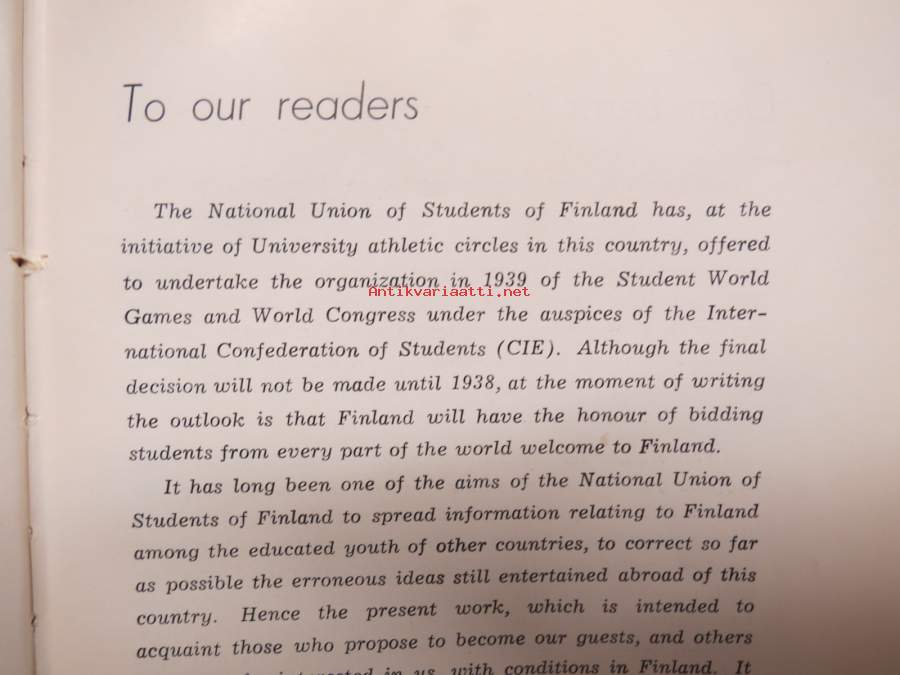 To our readers
The National Union of Students of Finland has, at the
initiative of University athletic circles in this country, offered
to undertake the organization in 1939 of the Student World
Antikvariaatti.net
Games and World Congress under the auspices of the Inter-
national Confederation of Students (CIE). Although the final
decision will not be made until 1938, at the moment of writing
the outlook is that Finland will have the honour of bidding
students from every part of the world welcome to Finland.
It has long been one of the aims of the National Union of
Students of Finland to spread information relating to Finland
among the educated youth of other countries, to correct so far
as possible the erroneous ideas still entertained abroad of this
country. Hence the present work, which is intended to
acquaint those who propose to become our guests, and others
interested in us, with conditions in Finland. It